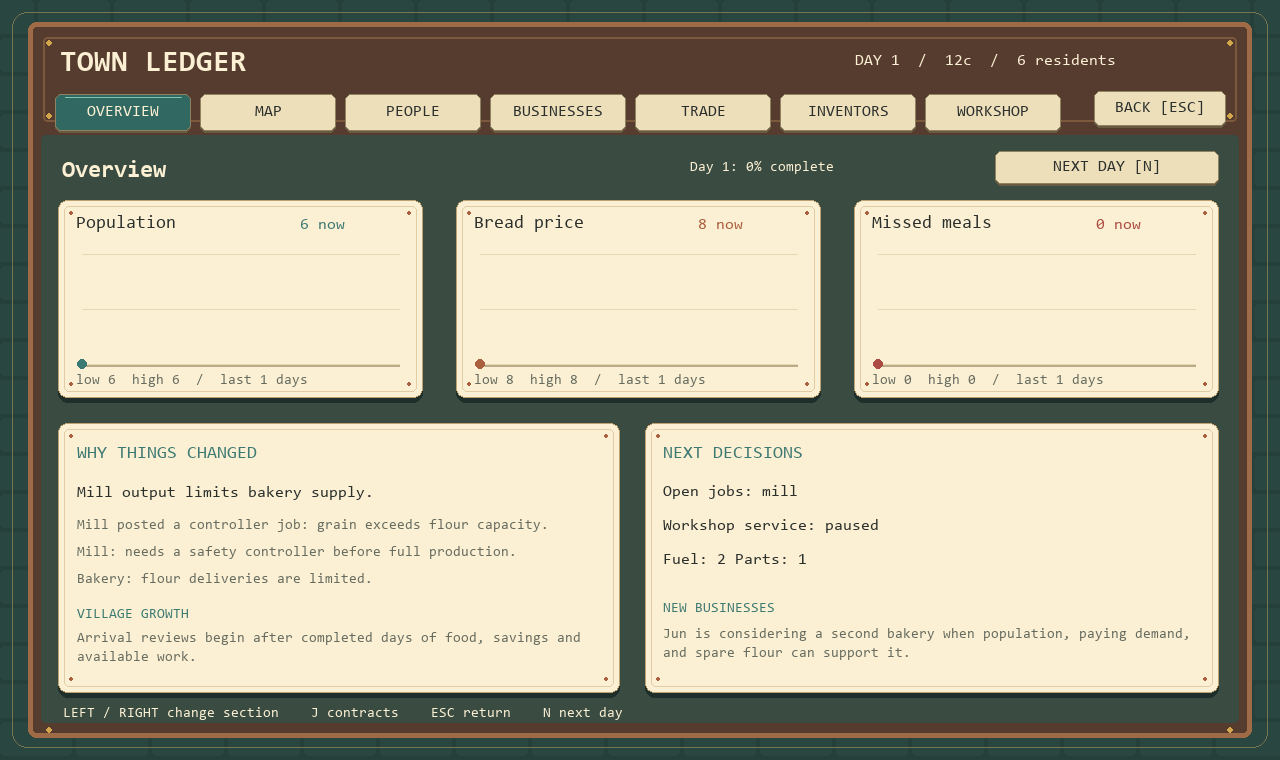 TOWN LEDGER
DAY 1 / 12c / 6 residents
OVERVIEW MAP PEOPLE BUSINESSES TRADE INVENTORS WORKSHOP BACK [ESC]
Overview
Day 1: 0% complete
NEXT DAY [N]
Population 6 now
low 6 high 6 / last 1 days
Bread price 8 now
low 8 high 8 / last 1 days
Missed meals 0 now
low 0 high 0 / last 1 days
WHY THINGS CHANGED
Mill output limits bakery supply.
Mill posted a controller job: grain exceeds flour capacity.
Mill: needs a safety controller before full production.
Bakery: flour deliveries are limited.
VILLAGE GROWTH
Arrival reviews begin after completed days of food, savings and
available work.
NEXT DECISIONS
Open jobs: mill
Workshop service: paused
Fuel: 2 Parts: 1
NEW BUSINESSES
Jun is considering a second bakery when population, paying demand,
and spare flour can support it.
LEFT / RIGHT change section J contracts ESC return N next day